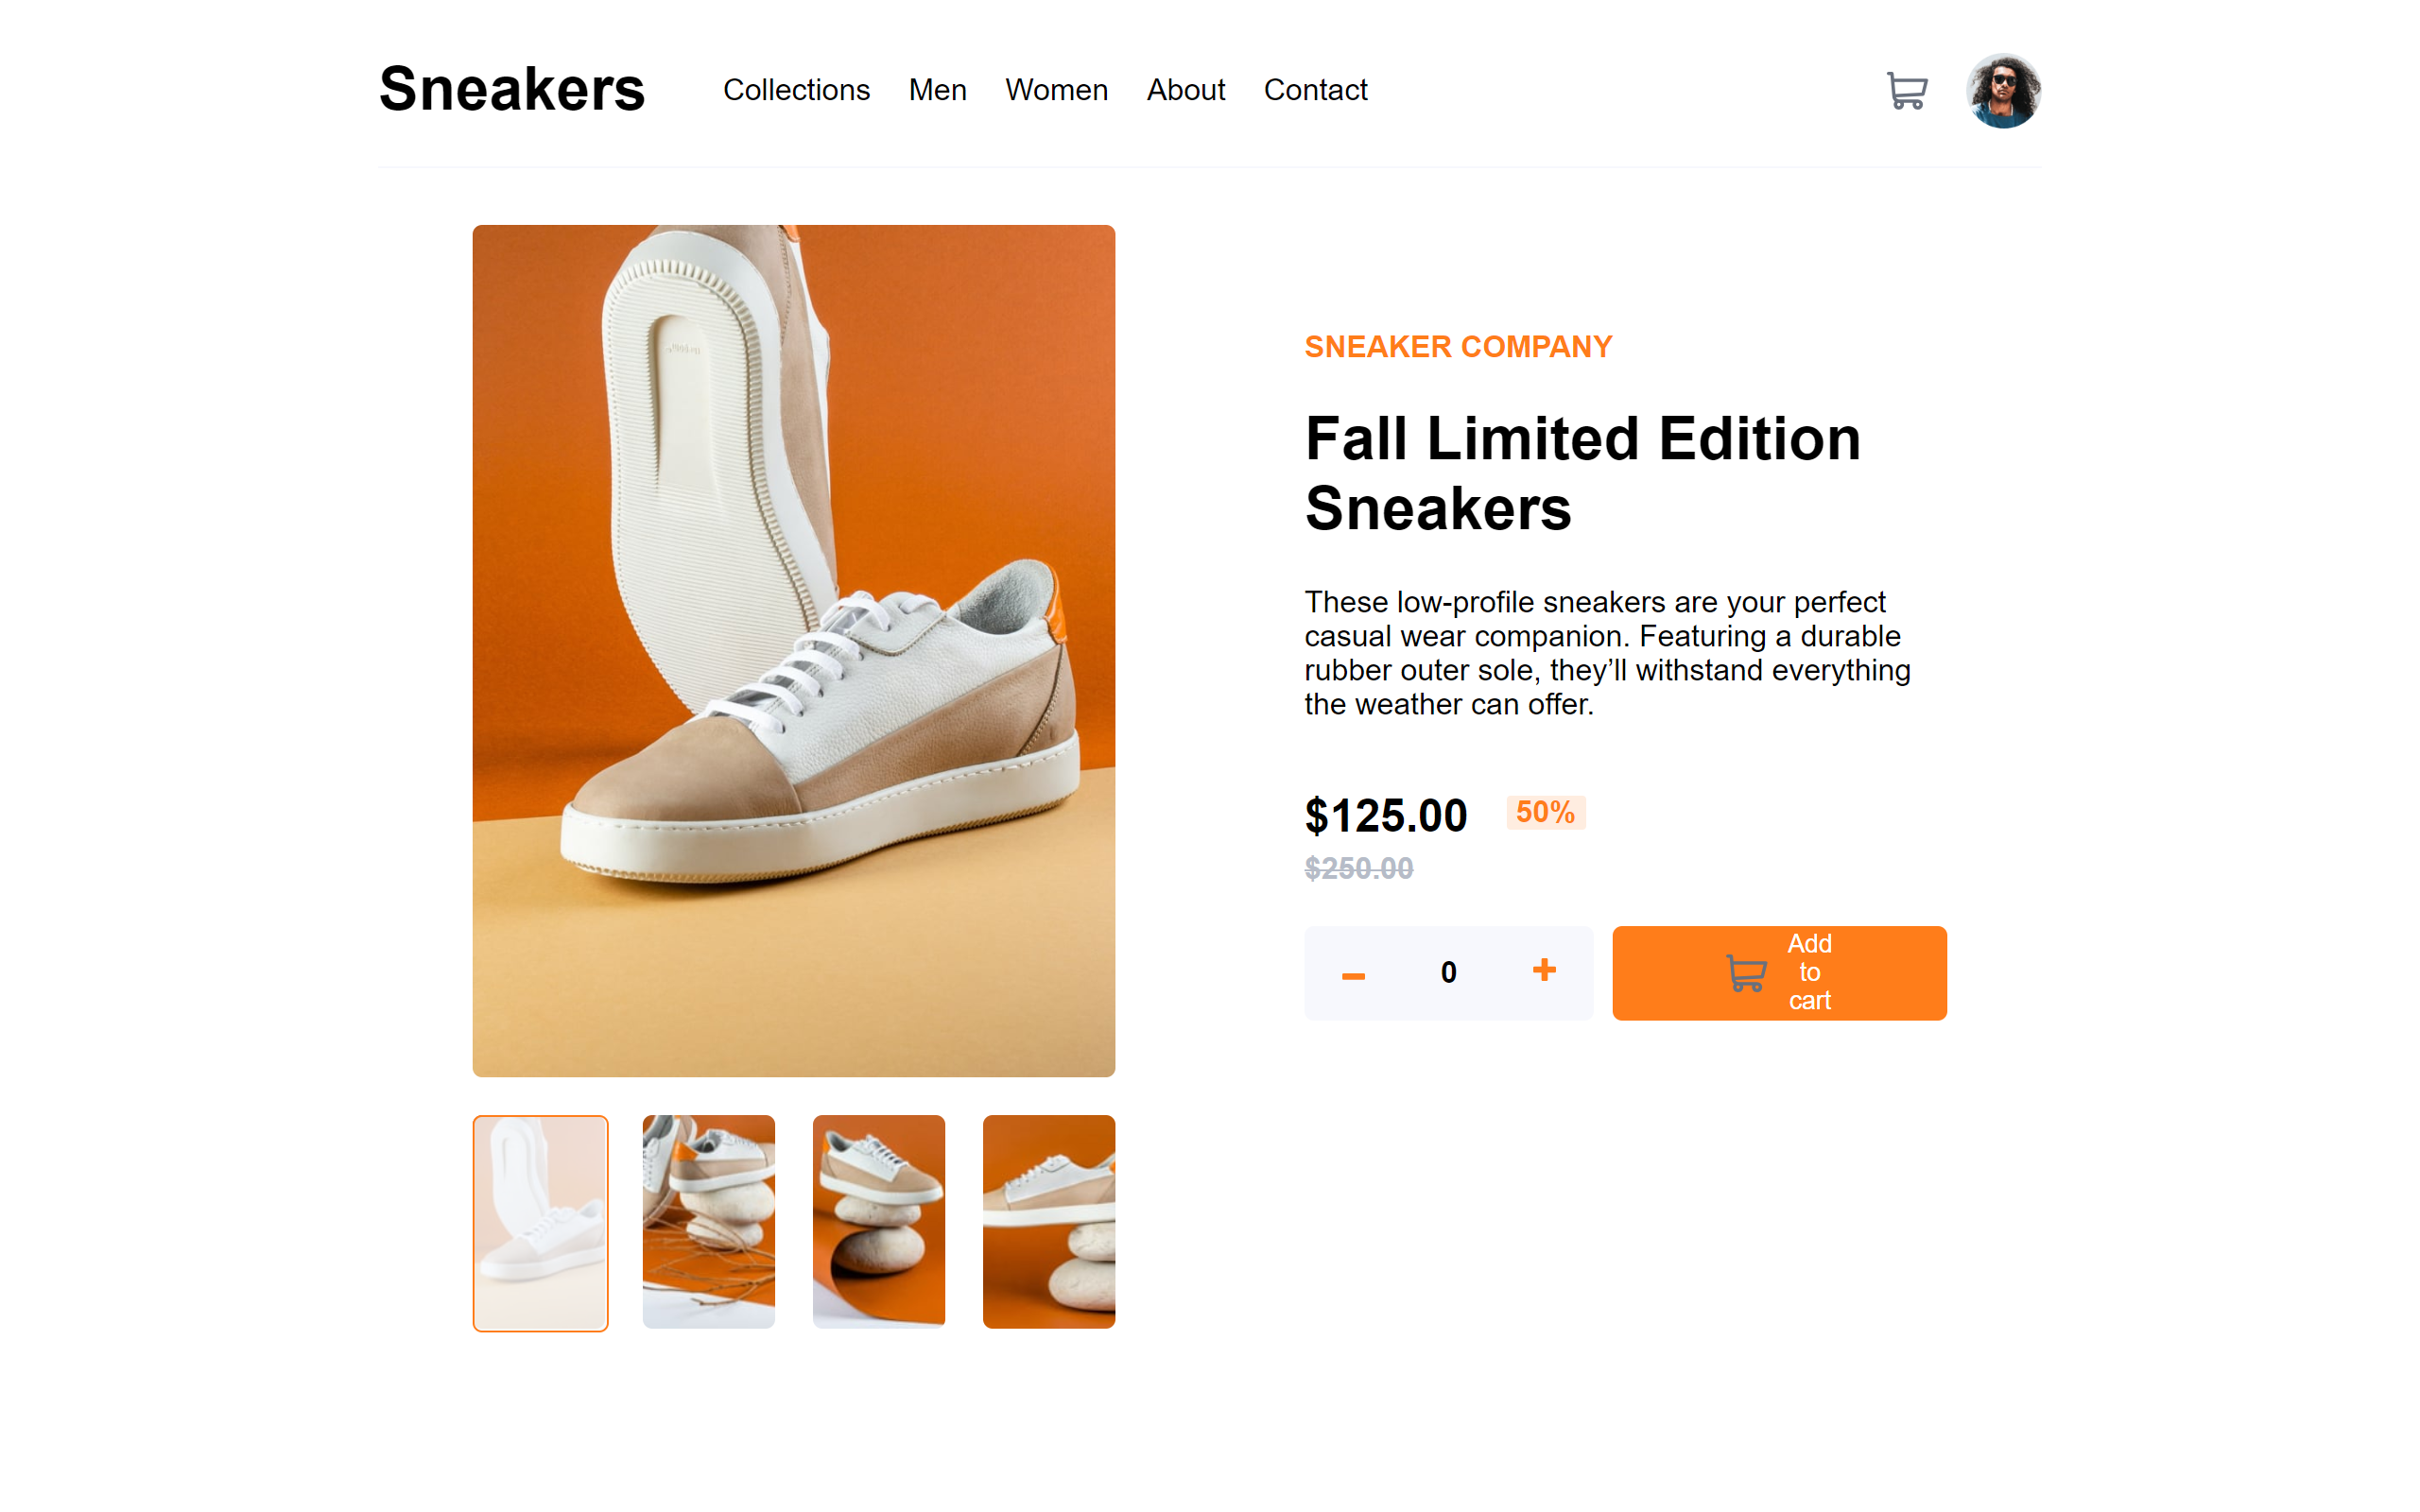 Sneakers
Collections Men Women About Contact
SNEAKER COMPANY
Fall Limited Edition
Sneakers
These low-profile sneakers are your perfect
casual wear companion. Featuring a durable
rubber outer sole, they’ll withstand everything
the weather can offer.
$125.00 50%
$250.00
– 0 +
Add
to
cart